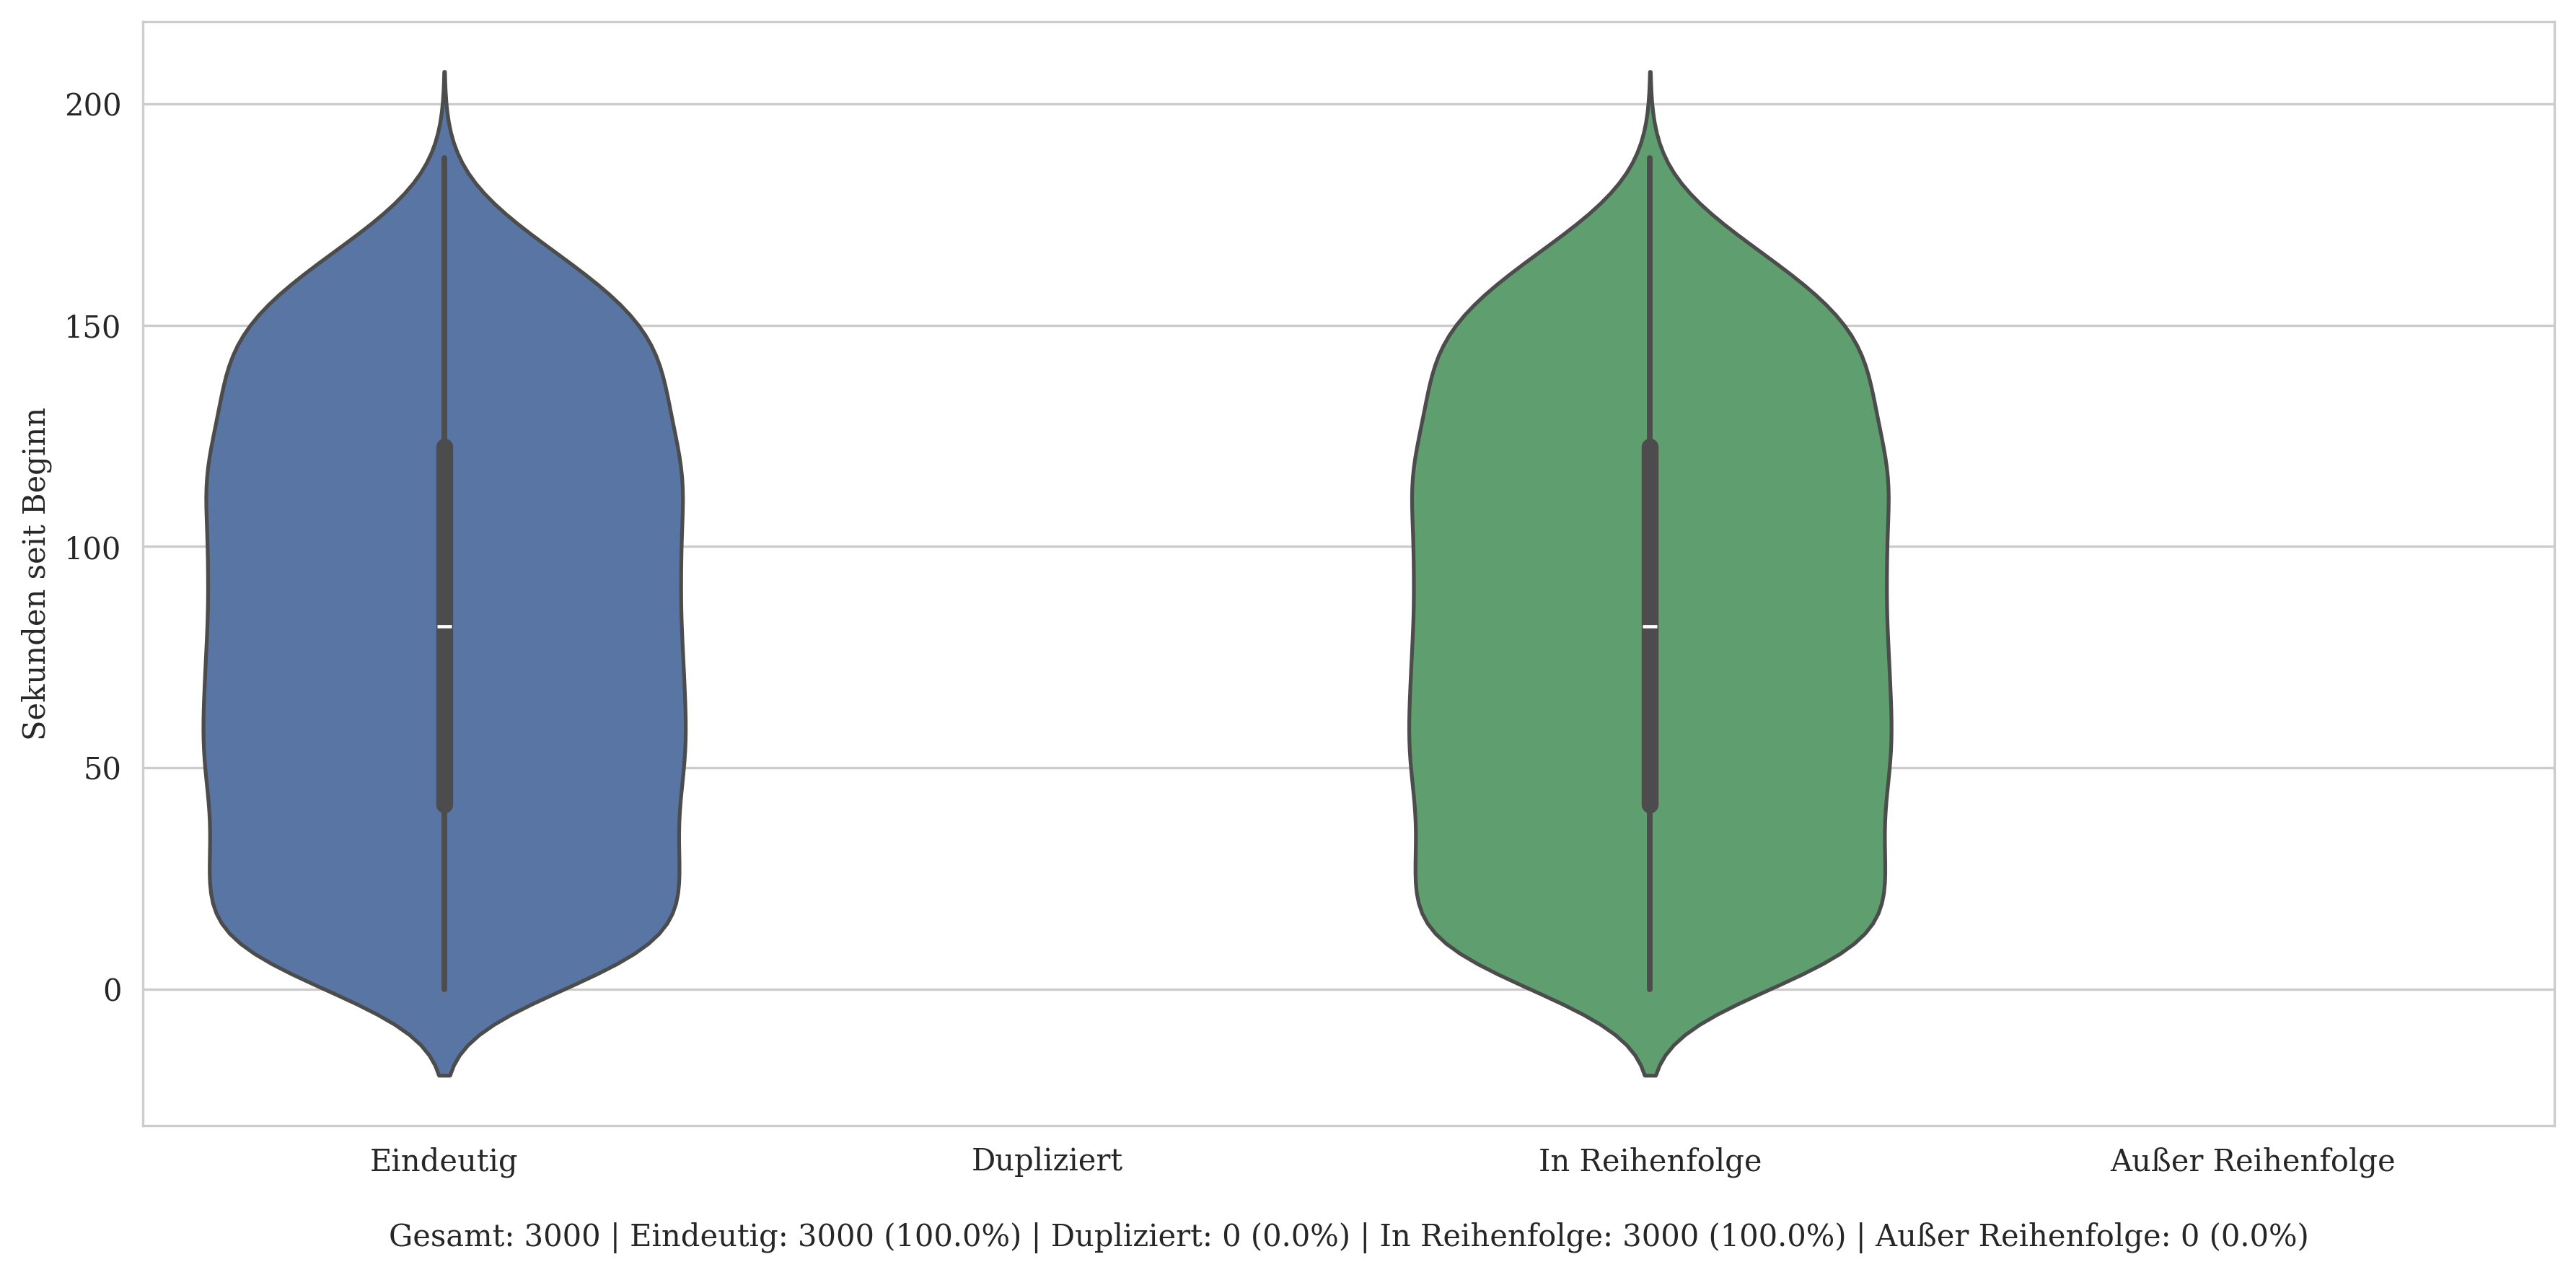 200
150
100
50
0
Sekunden seit Beginn
Eindeutig
Dupliziert
In Reihenfolge
Außer Reihenfolge
Gesamt: 3000 | Eindeutig: 3000 (100.0%) | Dupliziert: 0 (0.0%) | In Reihenfolge: 3000 (100.0%) | Außer Reihenfolge: 0 (0.0%)